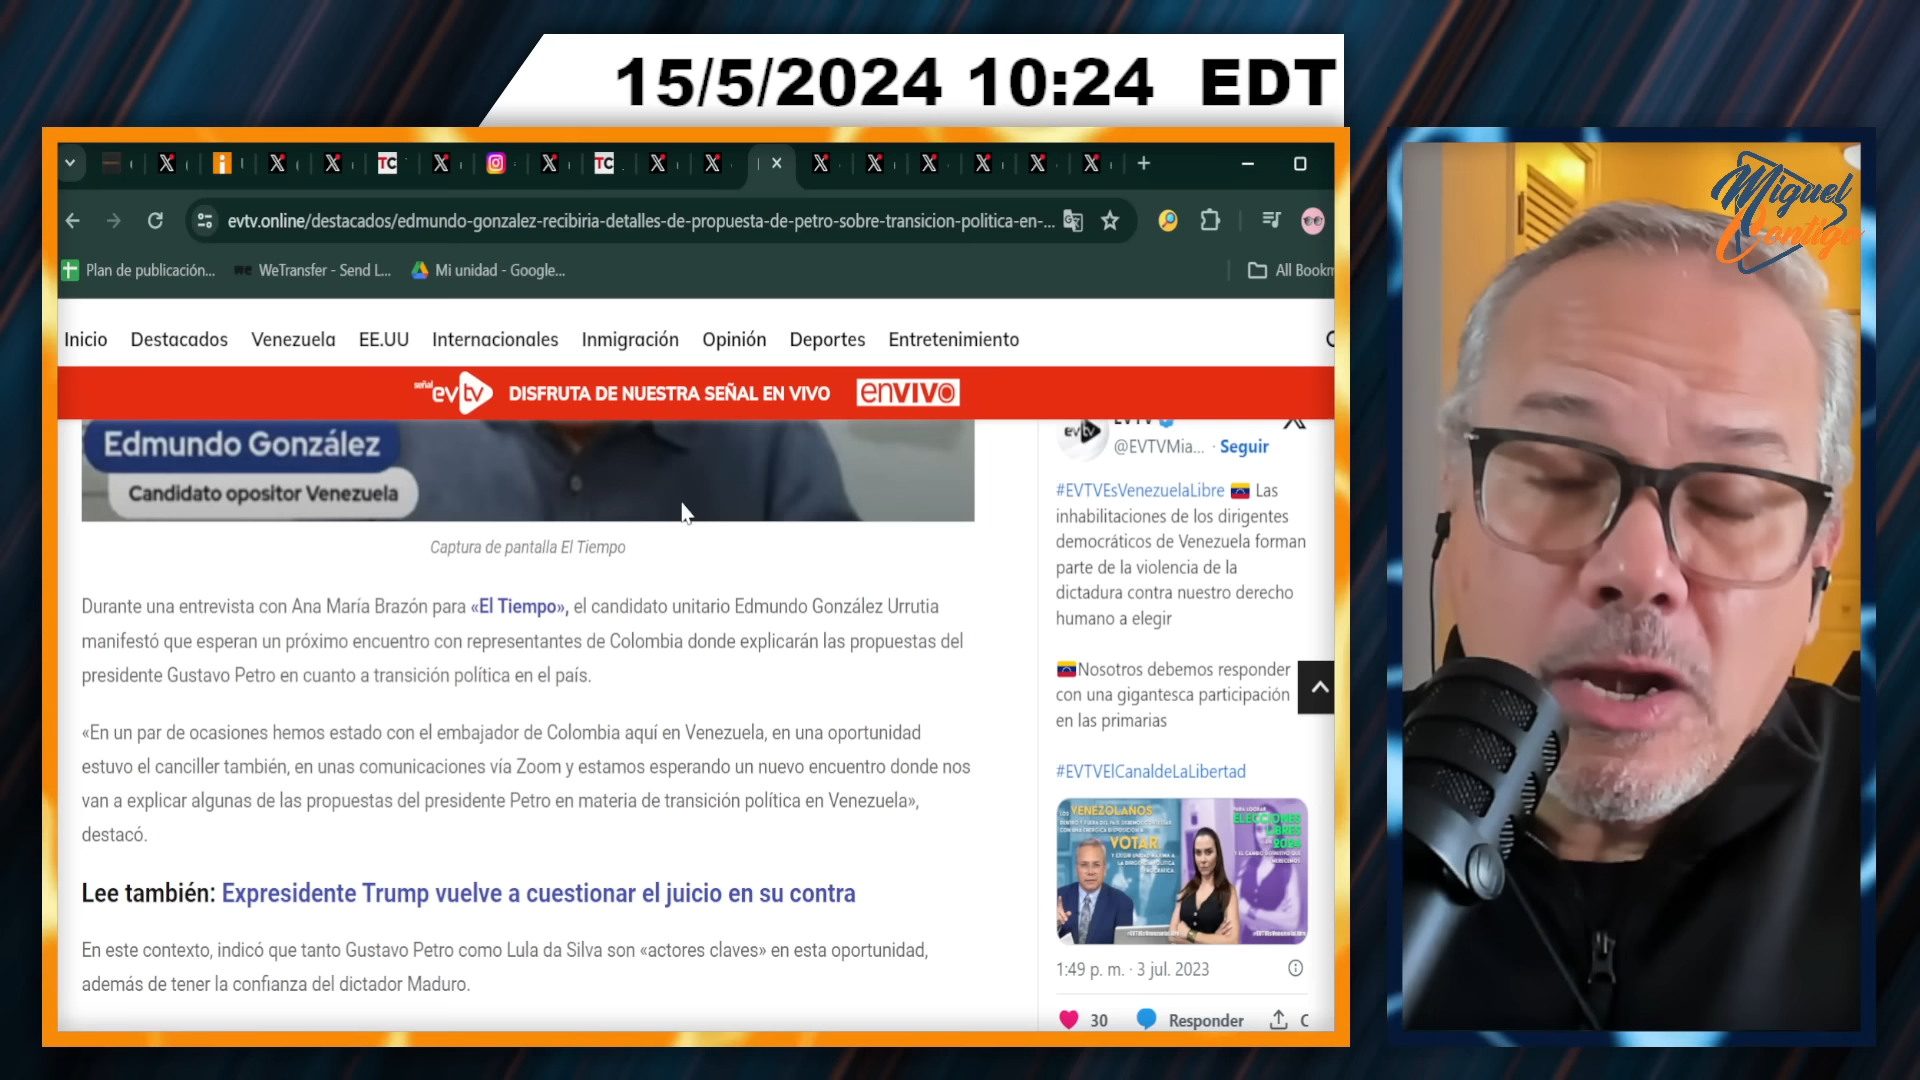 15/5/2024 10:24 EDT
evtv.online/destacados/edmundo-gonzalez-recibiria-detalles-de-propuesta-de-petro-sobre-transicion-politica-en-...
Plan de publicación...
WeTransfer - Send L...
Mi unidad - Google...
All Bookm
Miguel
Contigo
Inicio Destacados Venezuela EE.UU Internacionales Inmigración Opinión Deportes Entretenimiento
señal evtv DISFRUTA DE NUESTRA SEÑAL EN VIVO enVIVO
Edmundo González
Candidato opositor Venezuela
Captura de pantalla El Tiempo
Durante una entrevista con Ana María Brazón para «El Tiempo», el candidato unitario Edmundo González Urrutia
manifestó que esperan un próximo encuentro con representantes de Colombia donde explicarán las propuestas del
presidente Gustavo Petro en cuanto a transición política en el país.
«En un par de ocasiones hemos estado con el embajador de Colombia aquí en Venezuela, en una oportunidad
estuvo el canciller también, en unas comunicaciones vía Zoom y estamos esperando un nuevo encuentro donde nos
van a explicar algunas de las propuestas del presidente Petro en materia de transición política en Venezuela»,
destacó.
Lee también: Expresidente Trump vuelve a cuestionar el juicio en su contra
En este contexto, indicó que tanto Gustavo Petro como Lula da Silva son «actores claves» en esta oportunidad,
además de tener la confianza del dictador Maduro.
EVTV
@EVTVMia... · Seguir
#EVTVEsVenezuelaLibre Las
inhabilitaciones de los dirigentes
democráticos de Venezuela forman
parte de la violencia de la
dictadura contra nuestro derecho
humano a elegir
Nosotros debemos responder
con una gigantesca participación
en las primarias
#EVTVElCanaldeLaLibertad
VENEZOLANOS
VOTAR
ELECCIONES
LIBRES
2024
1:49 p. m. · 3 jul. 2023
30 Responder C